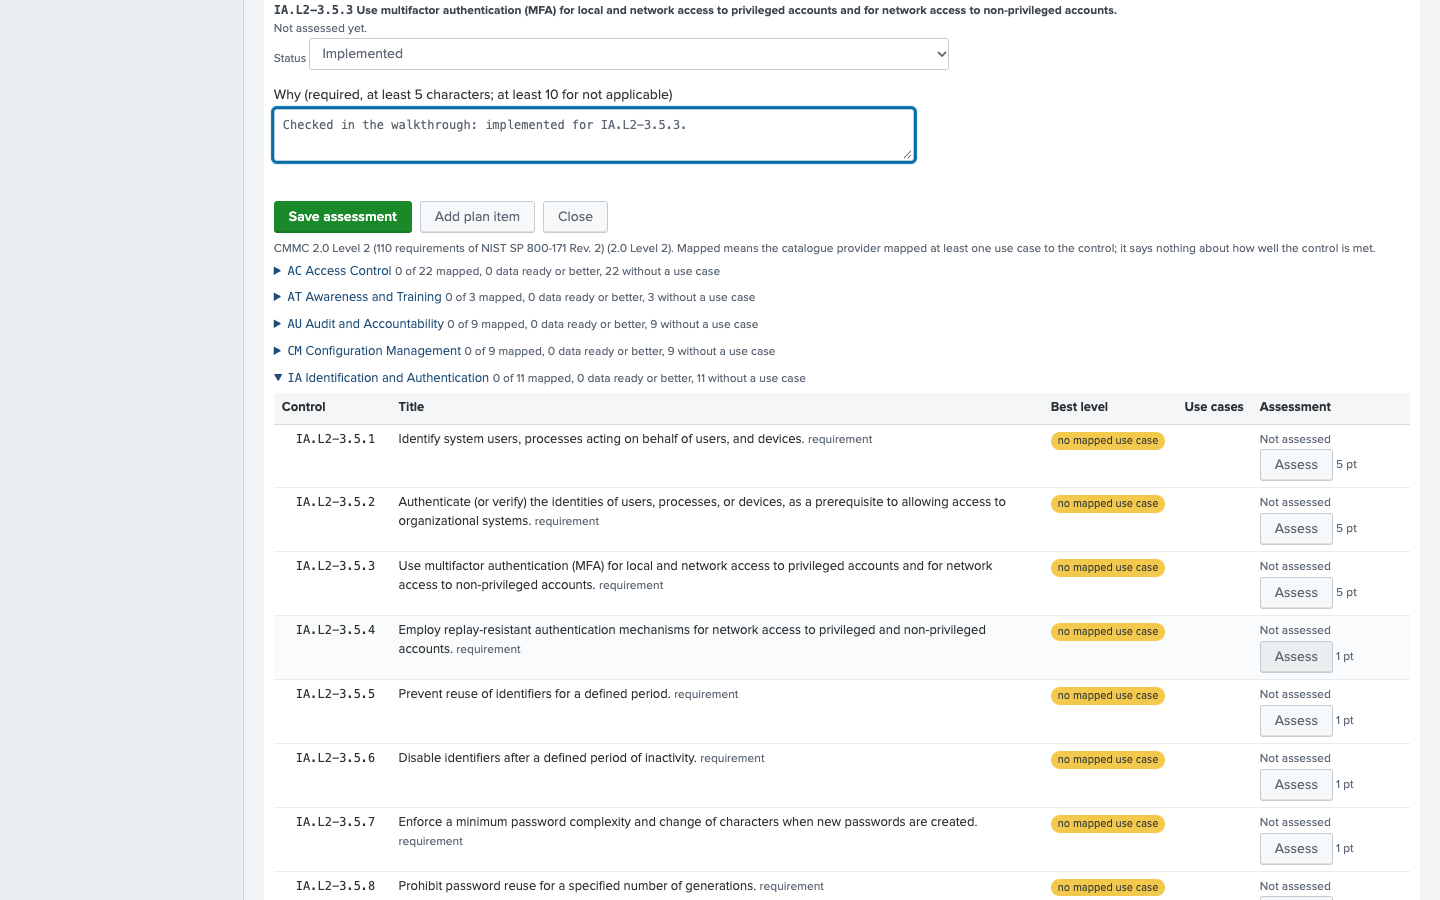 IA.L2-3.5.3 Use multifactor authentication (MFA) for local and network access to privileged accounts and for network access to non-privileged accounts.
Not assessed yet.
Status Implemented
Why (required, at least 5 characters; at least 10 for not applicable)
Checked in the walkthrough: implemented for IA.L2-3.5.3.
Save assessment Add plan item Close
CMMC 2.0 Level 2 (110 requirements of NIST SP 800-171 Rev. 2) (2.0 Level 2). Mapped means the catalogue provider mapped at least one use case to the control; it says nothing about how well the control is met.
AC Access Control 0 of 22 mapped, 0 data ready or better, 22 without a use case
AT Awareness and Training 0 of 3 mapped, 0 data ready or better, 3 without a use case
AU Audit and Accountability 0 of 9 mapped, 0 data ready or better, 9 without a use case
CM Configuration Management 0 of 9 mapped, 0 data ready or better, 9 without a use case
IA Identification and Authentication 0 of 11 mapped, 0 data ready or better, 11 without a use case
Control Title Best level Use cases Assessment
IA.L2-3.5.1 Identify system users, processes acting on behalf of users, and devices. requirement no mapped use case Not assessed
Assess 5 pt
IA.L2-3.5.2 Authenticate (or verify) the identities of users, processes, or devices, as a prerequisite to allowing access to no mapped use case Not assessed
organizational systems. requirement Assess 5 pt
IA.L2-3.5.3 Use multifactor authentication (MFA) for local and network access to privileged accounts and for network no mapped use case Not assessed
access to non-privileged accounts. requirement Assess 5 pt
IA.L2-3.5.4 Employ replay-resistant authentication mechanisms for network access to privileged and non-privileged no mapped use case Not assessed
accounts. requirement Assess 1 pt
IA.L2-3.5.5 Prevent reuse of identifiers for a defined period. requirement no mapped use case Not assessed
Assess 1 pt
IA.L2-3.5.6 Disable identifiers after a defined period of inactivity. requirement no mapped use case Not assessed
Assess 1 pt
IA.L2-3.5.7 Enforce a minimum password complexity and change of characters when new passwords are created. no mapped use case Not assessed
requirement Assess 1 pt
IA.L2-3.5.8 Prohibit password reuse for a specified number of generations. requirement no mapped use case Not assessed